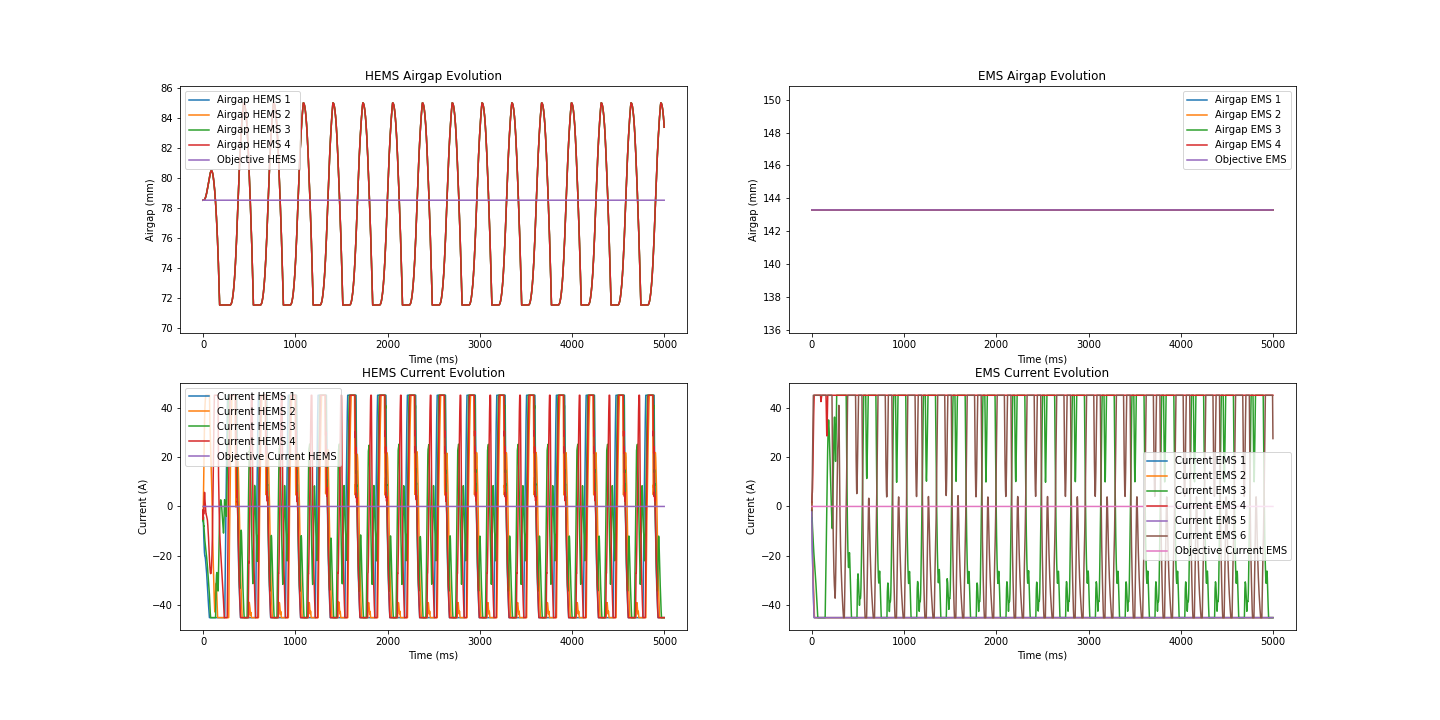 HEMS Airgap Evolution
86
84
82
80
78
76
74
72
70
Airgap (mm)
Airgap HEMS 1
Airgap HEMS 2
Airgap HEMS 3
Airgap HEMS 4
Objective HEMS
0 1000 2000 3000 4000 5000
Time (ms)
EMS Airgap Evolution
150
148
146
144
142
140
138
136
Airgap (mm)
Airgap EMS 1
Airgap EMS 2
Airgap EMS 3
Airgap EMS 4
Objective EMS
0 1000 2000 3000 4000 5000
Time (ms)
HEMS Current Evolution
40
20
0
−20
−40
Current (A)
Current HEMS 1
Current HEMS 2
Current HEMS 3
Current HEMS 4
Objective Current HEMS
0 1000 2000 3000 4000 5000
Time (ms)
EMS Current Evolution
40
20
0
−20
−40
Current (A)
Current EMS 1
Current EMS 2
Current EMS 3
Current EMS 4
Current EMS 5
Current EMS 6
Objective Current EMS
0 1000 2000 3000 4000 5000
Time (ms)